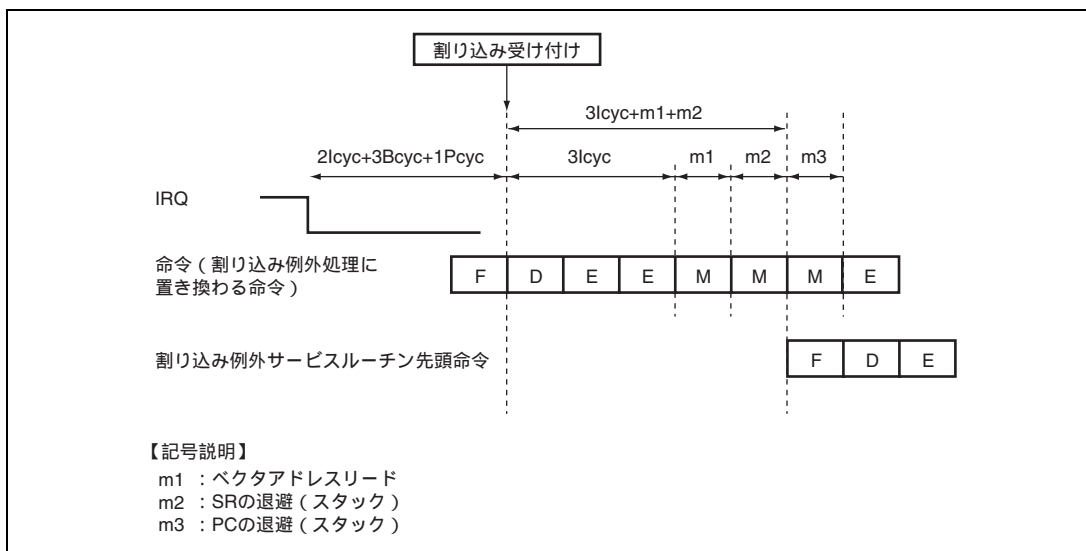 割り込み受け付け
3Icyc+m1+m2
2Icyc+3Bcyc+1Pcyc 3Icyc m1 m2 m3
IRQ
命令(割り込み例外処理に
置き換わる命令)
F D E E M M M E
割り込み例外サービスルーチン先頭命令
F D E
【記号説明】
m1 :ベクタアドレスリード
m2 :SRの退避(スタック)
m3 :PCの退避(スタック)